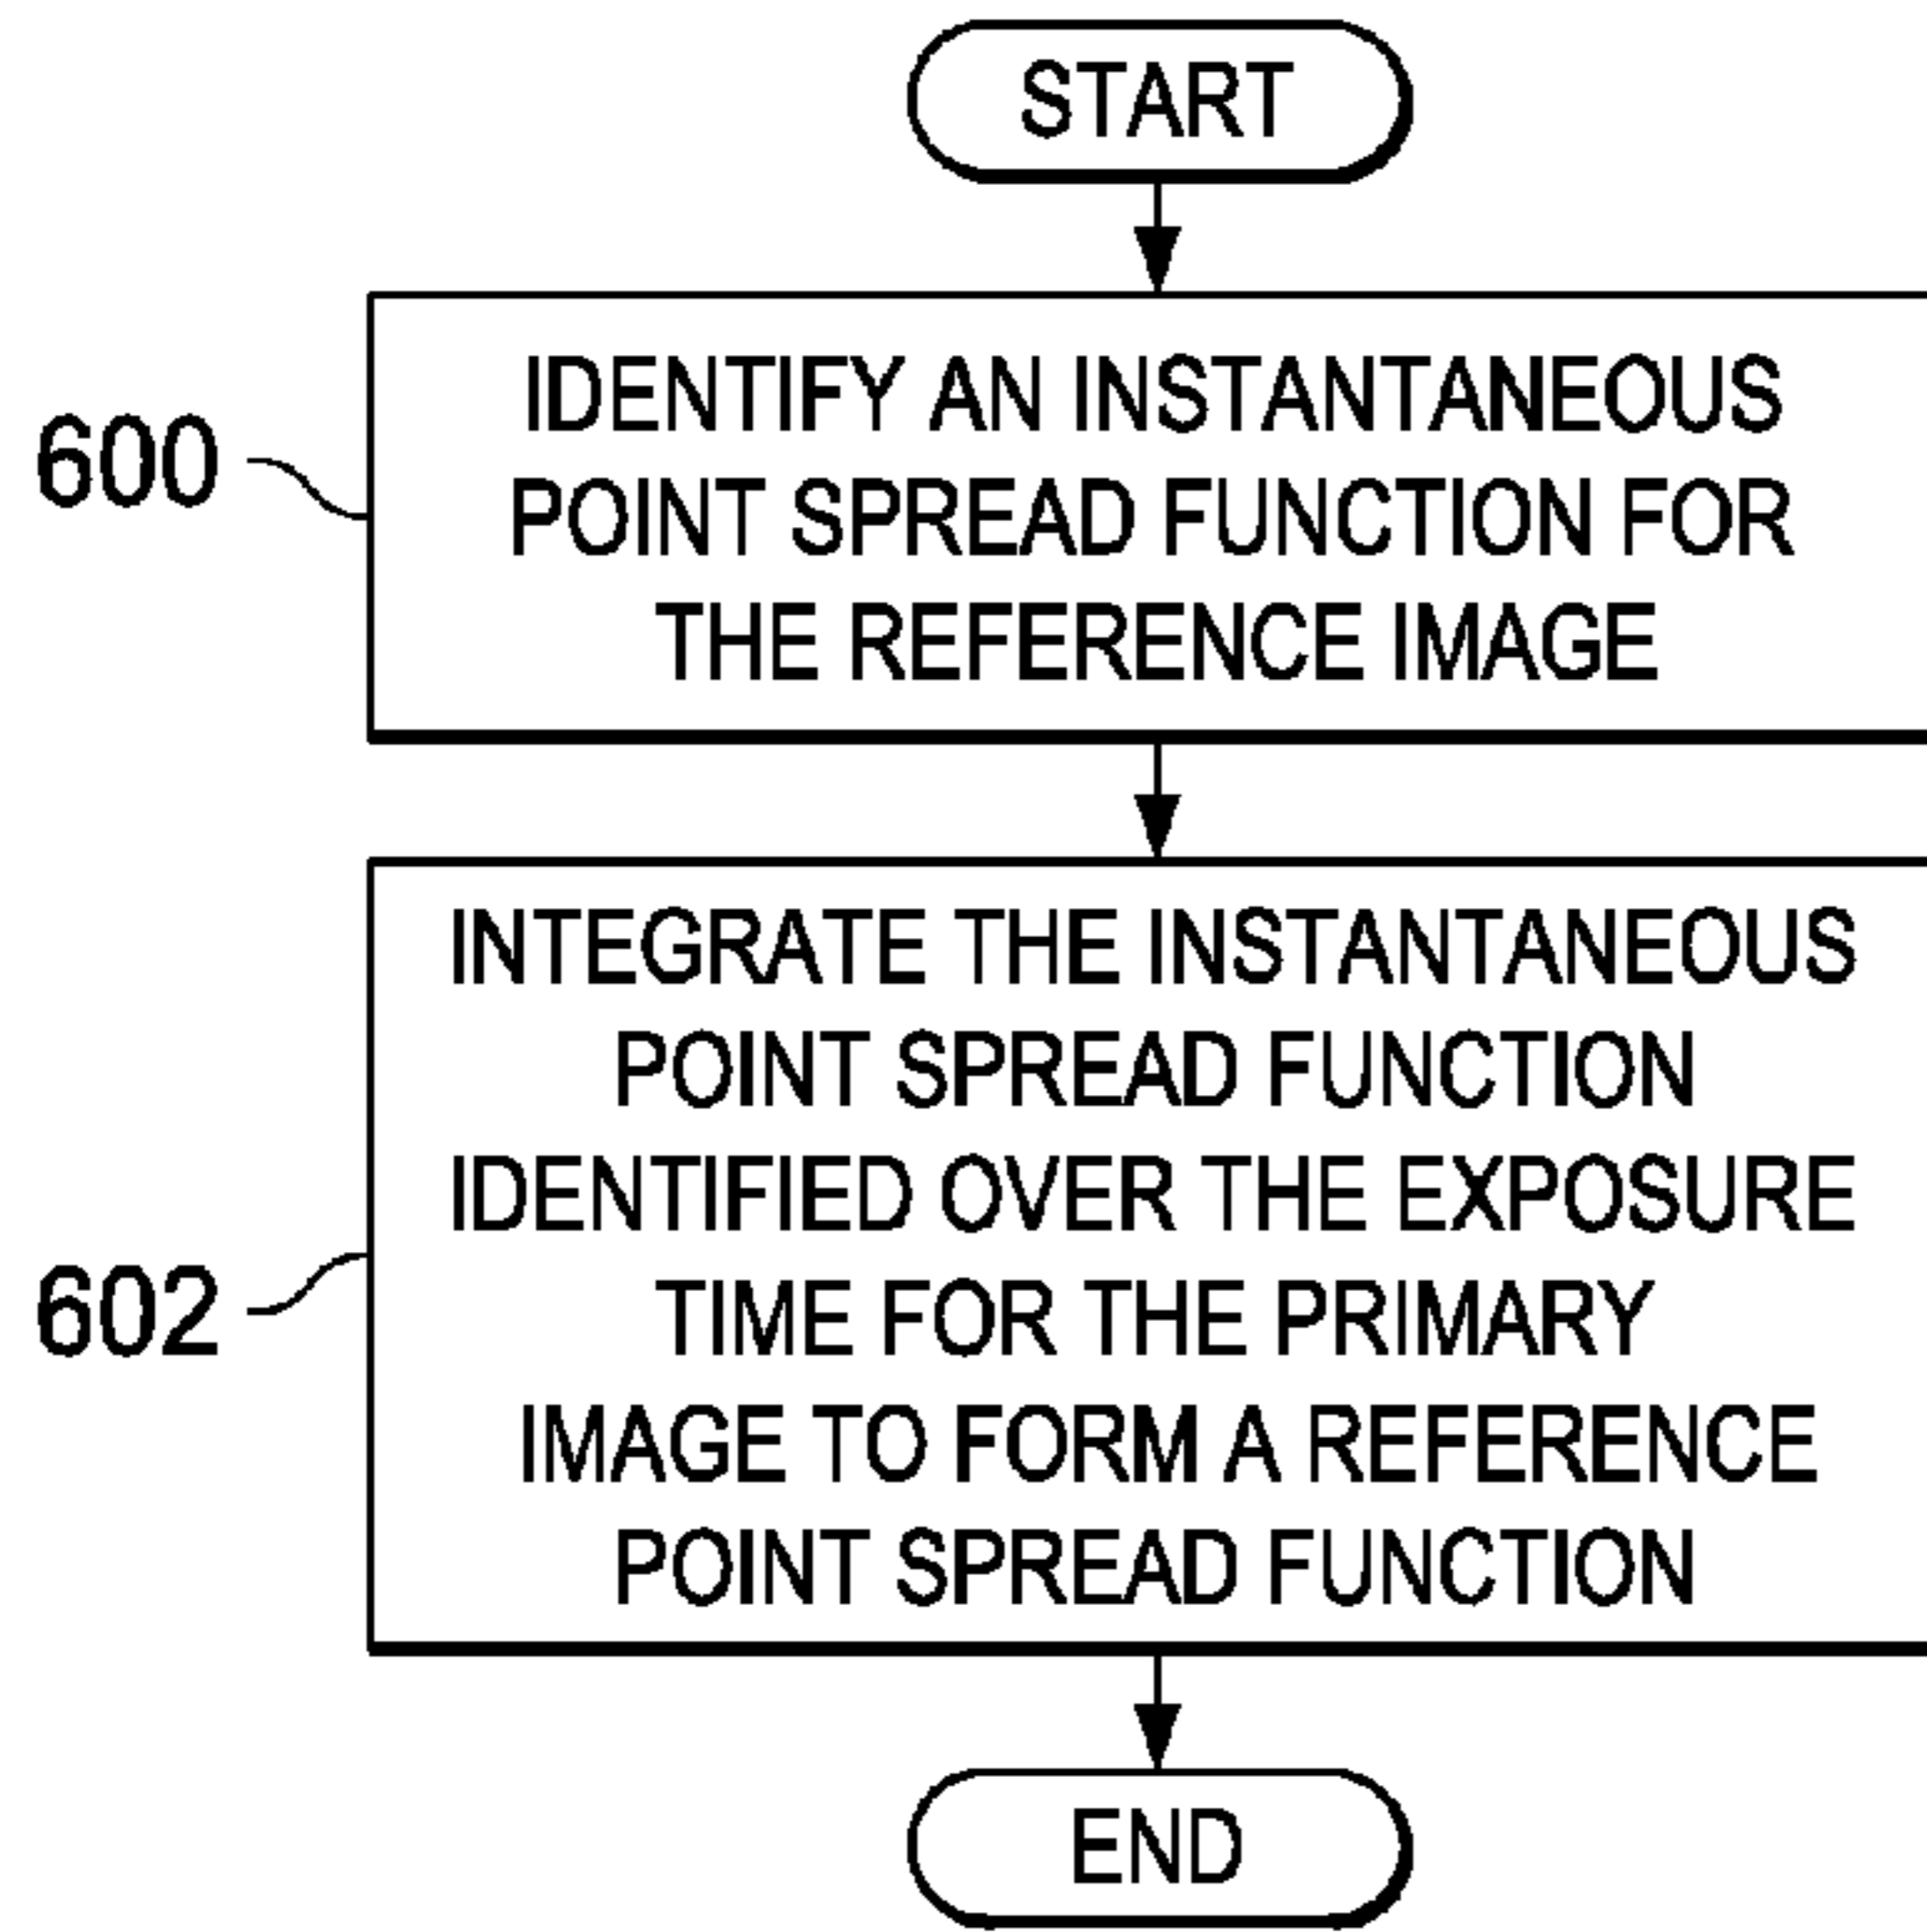 START
IDENTIFY AN INSTANTANEOUS
POINT SPREAD FUNCTION FOR
THE REFERENCE IMAGE
600
INTEGRATE THE INSTANTANEOUS
POINT SPREAD FUNCTION
IDENTIFIED OVER THE EXPOSURE
TIME FOR THE PRIMARY
IMAGE TO FORM A REFERENCE
POINT SPREAD FUNCTION
602
END